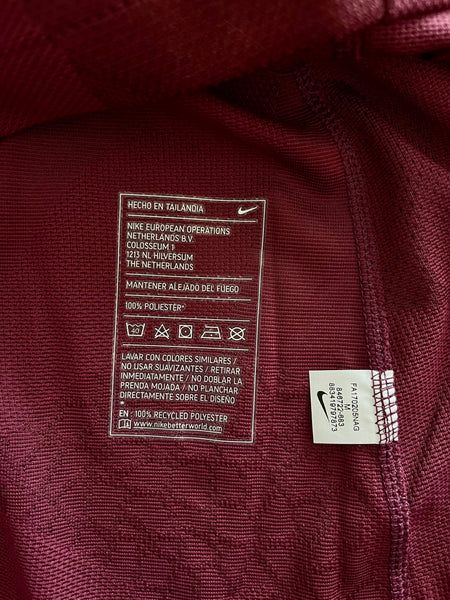 HECHO EN TAILANDIA
NIKE EUROPEAN OPERATIONS
NETHERLANDS B.V.
COLOSSEUM 1
1213 NL HILVERSUM
THE NETHERLANDS
MANTENER ALEJADO DEL FUEGO
100% POLIÉSTER*
40
LAVAR CON COLORES SIMILARES /
NO USAR SUAVIZANTES / RETIRAR
INMEDIATAMENTE / NO DOBLAR LA
PRENDA MOJADA / NO PLANCHAR
DIRECTAMENTE SOBRE EL DISEÑO
EN : 100% RECYCLED POLYESTER
www.nikebetterworld.com
M
840722-683